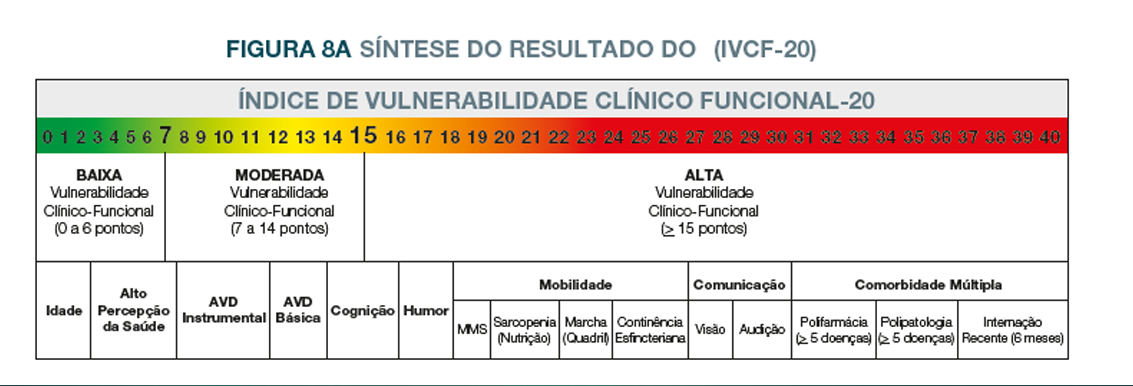 FIGURA 8A SÍNTESE DO RESULTADO DO (IVCF-20)
ÍNDICE DE VULNERABILIDADE CLÍNICO FUNCIONAL-20
0 1 2 3 4 5 6 7 8 9 10 11 12 13 14 15 16 17 18 19 20 21 22 23 24 25 26 27 28 29 30 31 32 33 34 35 36 37 38 39 40
BAIXA
Vulnerabilidade
Clínico-Funcional
(0 a 6 pontos)
MODERADA
Vulnerabilidade
Clínico-Funcional
(7 a 14 pontos)
ALTA
Vulnerabilidade
Clínico-Funcional
(≥ 15 pontos)
Idade
Alto
Percepção
da Saúde
AVD
Instrumental
AVD
Básica
Cognição
Humor
Mobilidade
MMS
Sarcopenia
(Nutrição)
Marcha
(Quadril)
Continência
Esfincteriana
Comunicação
Visão
Audição
Comorbidade Múltipla
Polifarmácia
(≥ 5 doenças)
Polipatologia
(≥ 5 doenças)
Internação
Recente (6 meses)